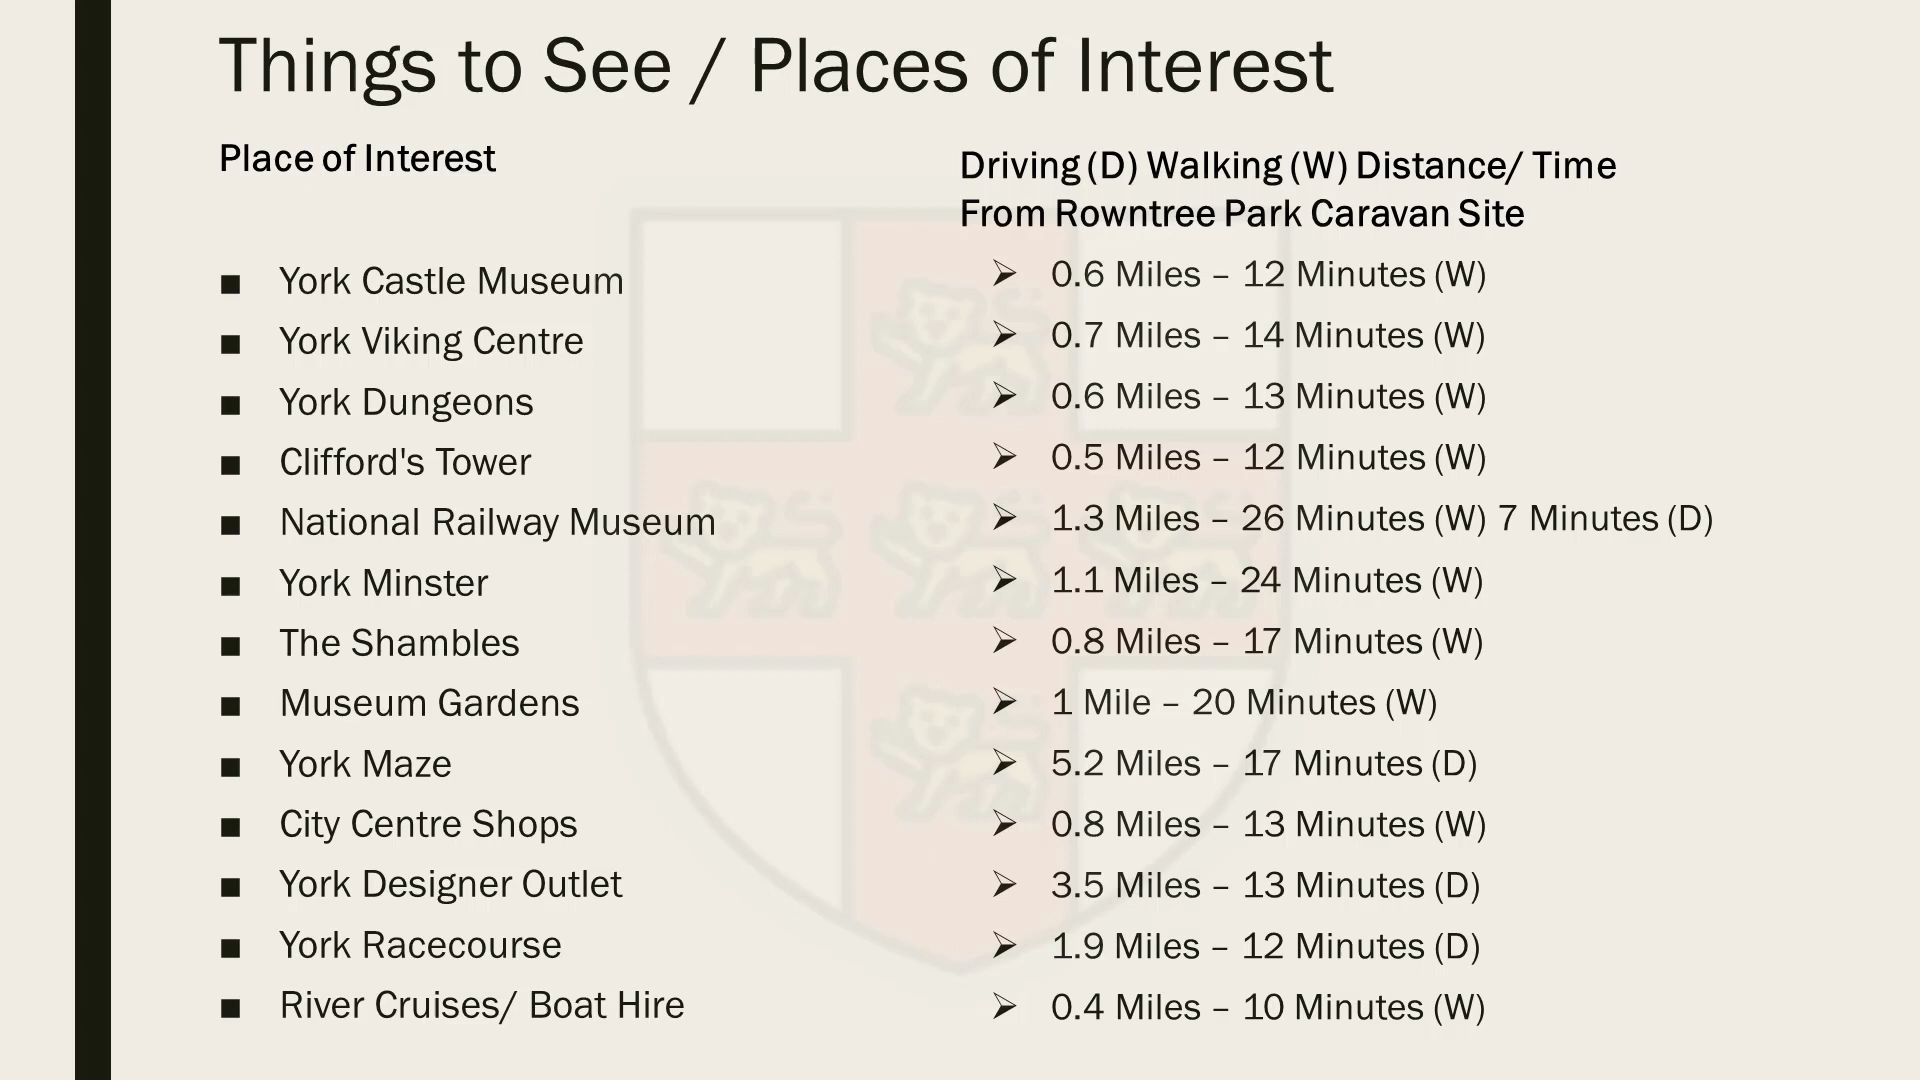 Things to See / Places of Interest
Place of Interest
Driving (D) Walking (W) Distance/ Time
From Rowntree Park Caravan Site
■ York Castle Museum
➢ 0.6 Miles – 12 Minutes (W)
■ York Viking Centre
➢ 0.7 Miles – 14 Minutes (W)
■ York Dungeons
➢ 0.6 Miles – 13 Minutes (W)
■ Clifford's Tower
➢ 0.5 Miles – 12 Minutes (W)
■ National Railway Museum
➢ 1.3 Miles – 26 Minutes (W) 7 Minutes (D)
■ York Minster
➢ 1.1 Miles – 24 Minutes (W)
■ The Shambles
➢ 0.8 Miles – 17 Minutes (W)
■ Museum Gardens
➢ 1 Mile – 20 Minutes (W)
■ York Maze
➢ 5.2 Miles – 17 Minutes (D)
■ City Centre Shops
➢ 0.8 Miles – 13 Minutes (W)
■ York Designer Outlet
➢ 3.5 Miles – 13 Minutes (D)
■ York Racecourse
➢ 1.9 Miles – 12 Minutes (D)
■ River Cruises/ Boat Hire
➢ 0.4 Miles – 10 Minutes (W)